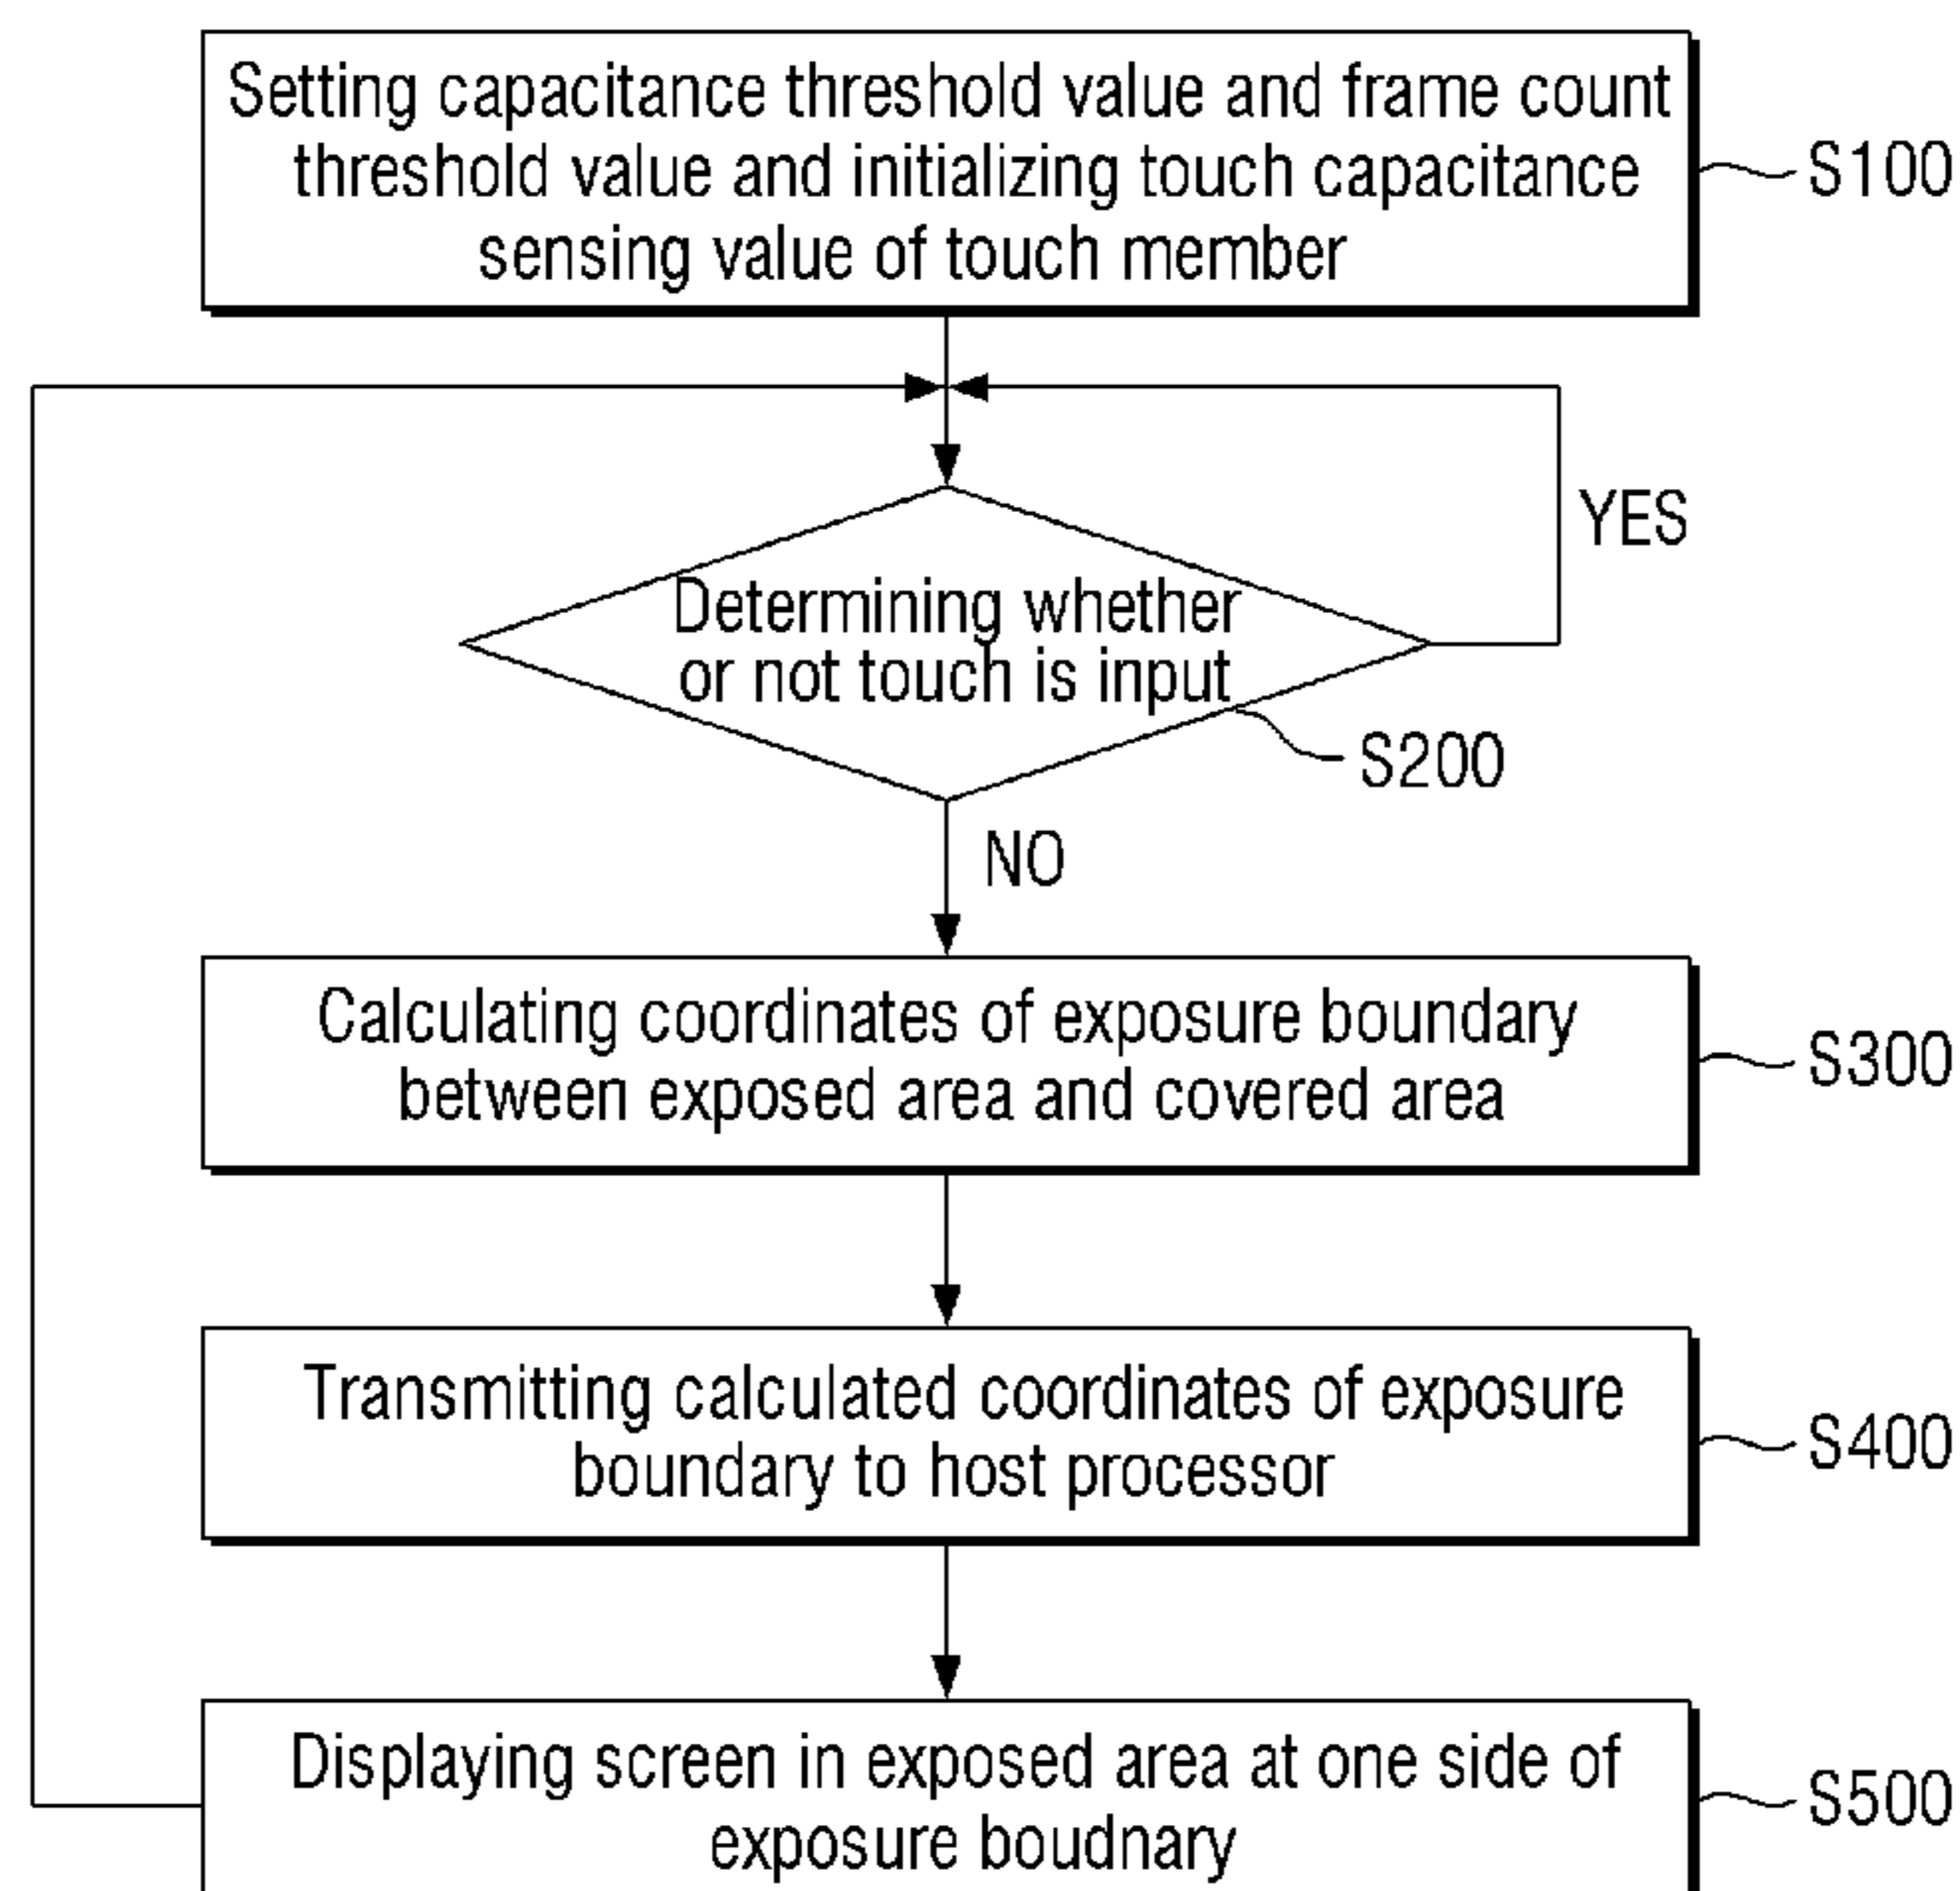 Setting capacitance threshold value and frame count
threshold value and initializing touch capacitance
sensing value of touch member
S100
YES
Determining whether
or not touch is input
S200
NO
Calculating coordinates of exposure boundary
between exposed area and covered area
S300
Transmitting calculated coordinates of exposure
boundary to host processor
S400
Displaying screen in exposed area at one side of
exposure boudnary
S500